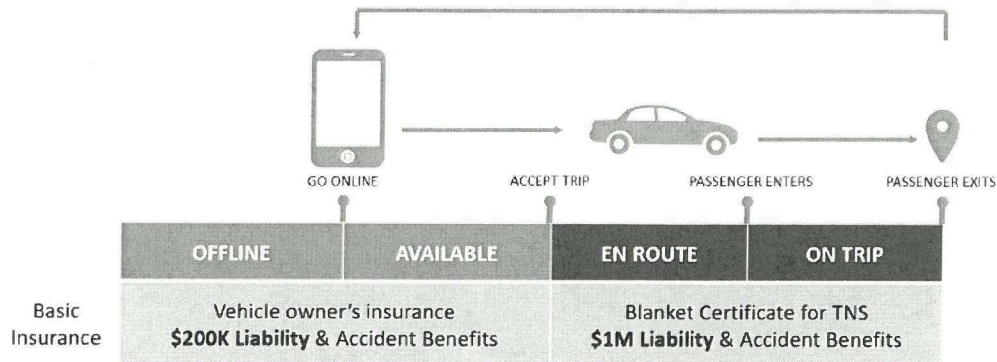 GO ONLINE
ACCEPT TRIP
PASSENGER ENTERS
PASSENGER EXITS
OFFLINE
AVAILABLE
EN ROUTE
ON TRIP
Basic
Insurance
Vehicle owner's insurance
$200K Liability & Accident Benefits
Blanket Certificate for TNS
$1M Liability & Accident Benefits